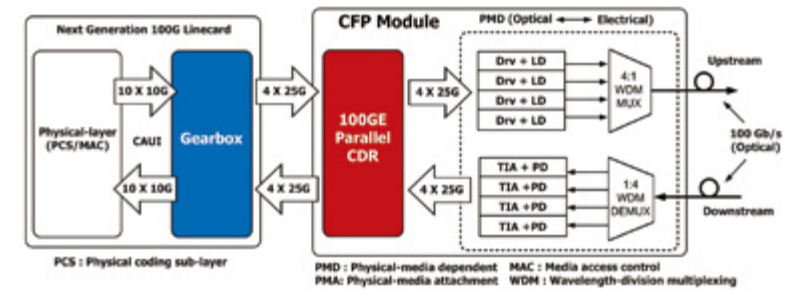 Next Generation 100G Linecard
Physical-layer
(PCS/MAC)
10 X 10G
CAUI
10 X 10G
Gearbox
4 X 25G
4 X 25G
CFP Module
100GE
Parallel
CDR
4 X 25G
4 X 25G
PMD (Optical Electrical)
Drv + LD
Drv + LD
Drv + LD
Drv + LD
4:1
WDM
MUX
TIA +PD
TIA +PD
TIA +PD
TIA +PD
1:4
WDM
DEMUX
Upstream
100 Gb/s
(Optical)
Downstream
PCS : Physical coding sub-layer
PMD : Physical-media dependent MAC : Media access control
PMA: Physical-media attachment WDM : Wavelength-division multiplexing